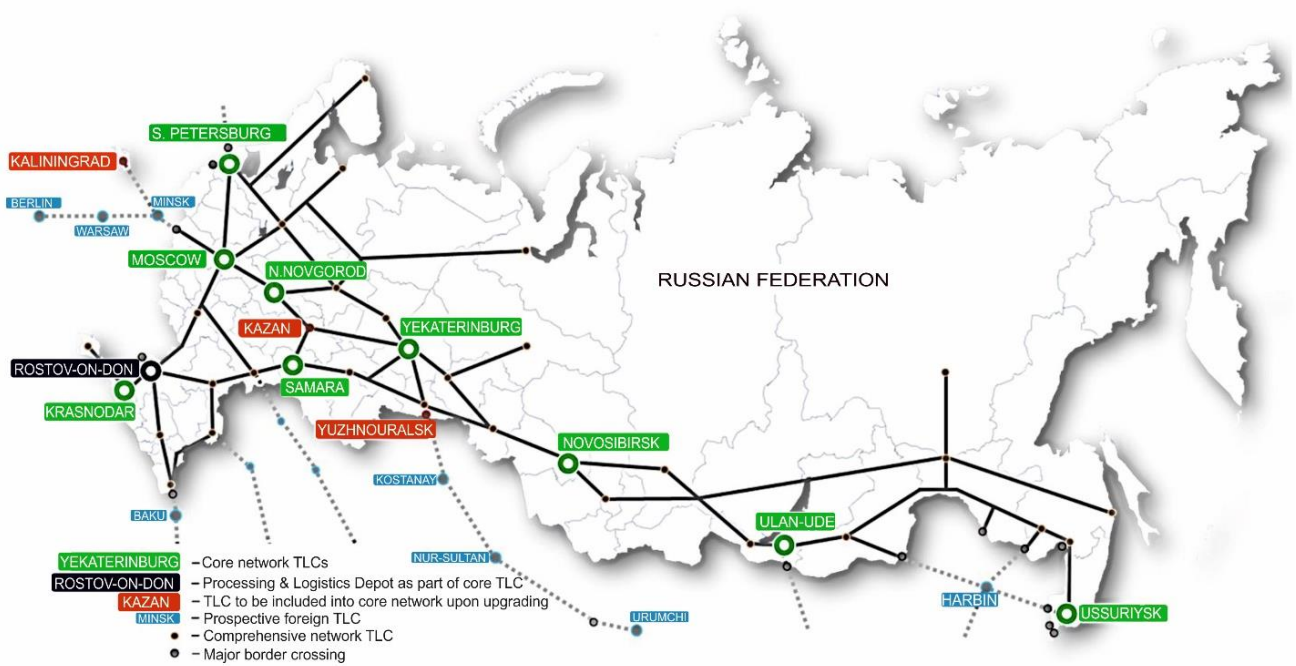 S. PETERSBURG
KALININGRAD
BERLIN
MINSK
WARSAW
MOSCOW
N.NOVGOROD
RUSSIAN FEDERATION
KAZAN
YEKATERINBURG
ROSTOV-ON-DON
SAMARA
KRASNODAR
YUZHNOURALSK
NOVOSIBIRSK
KOSTANAY
BAKU
ULAN-UDE
NUR-SULTAN
HARBIN
URUMCHI
USSURIYSK
YEKATERINBURG – Core network TLCs
ROSTOV-ON-DON – Processing & Logistics Depot as part of core TLC
KAZAN – TLC to be included into core network upon upgrading
MINSK – Prospective foreign TLC
– Comprehensive network TLC
– Major border crossing